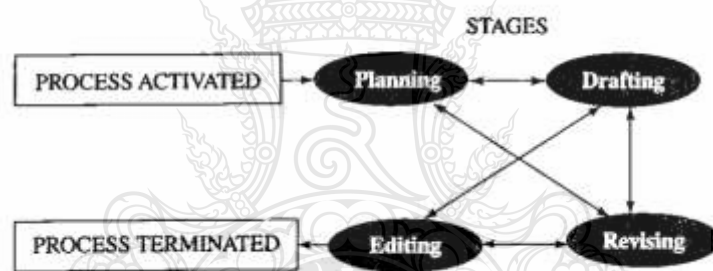 STAGES
PROCESS ACTIVATED
Planning
Drafting
PROCESS TERMINATED
Editing
Revising